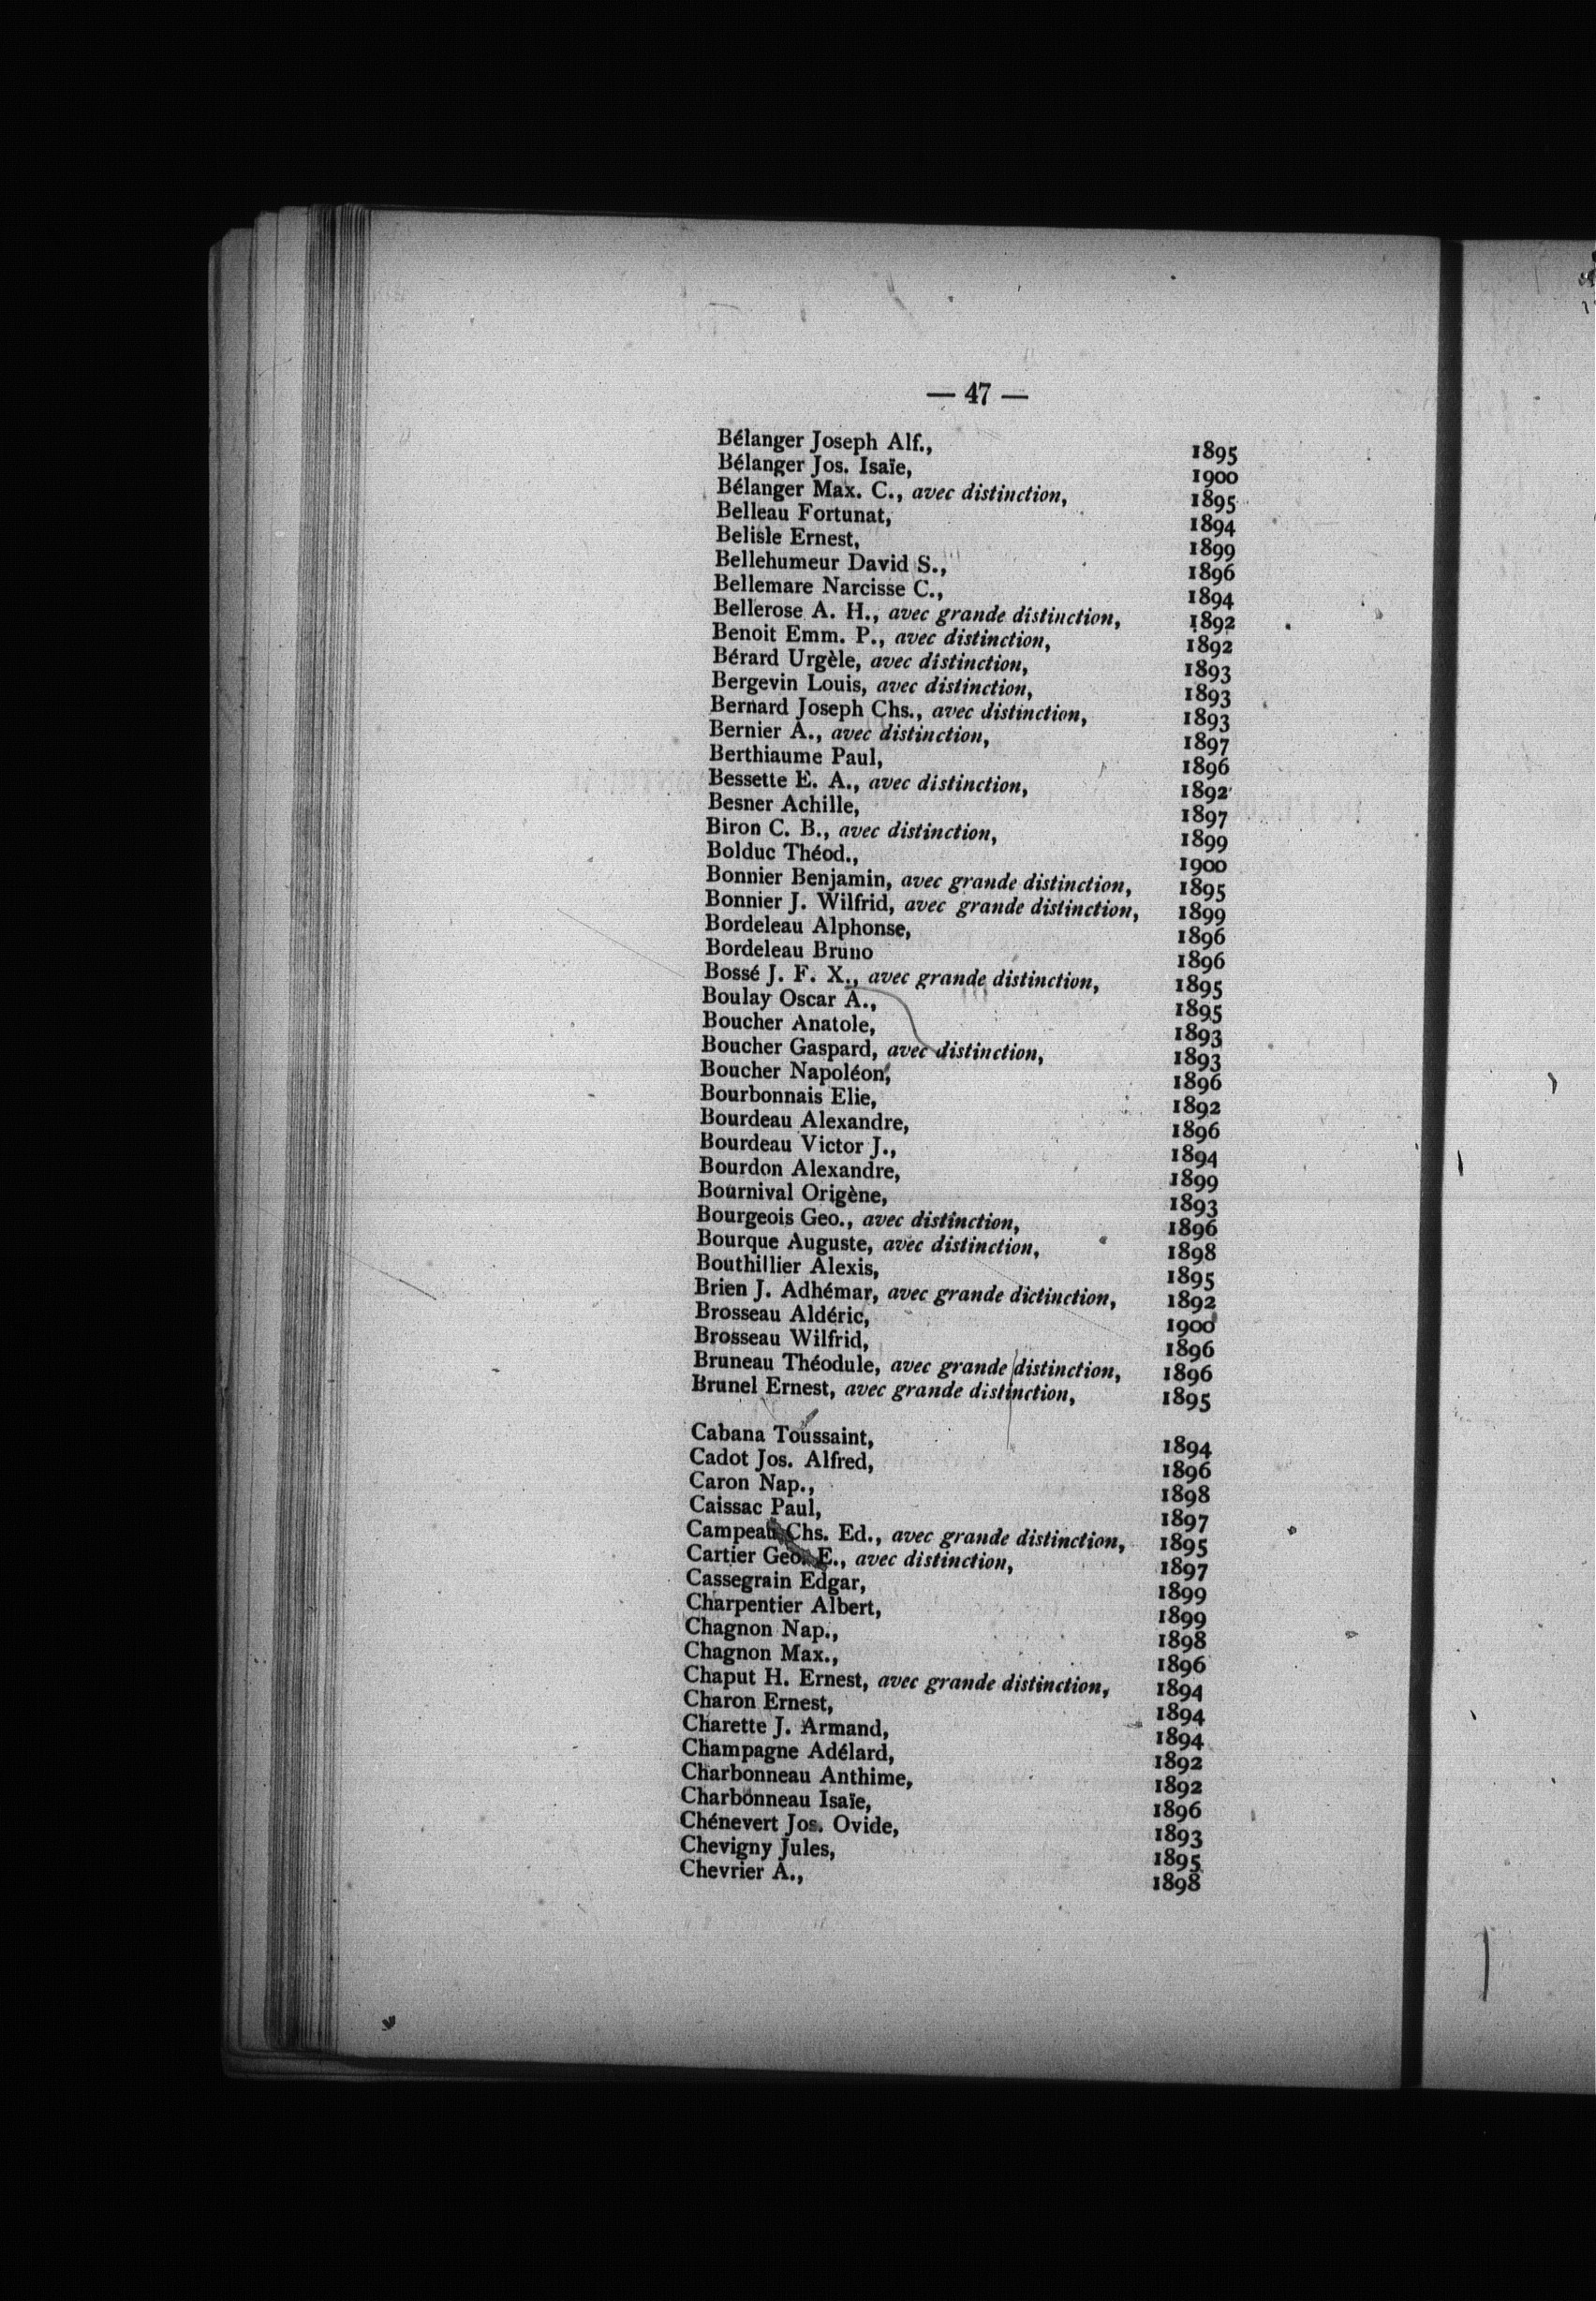 — 47 —
Bélanger Joseph Alf., 1895
Bélanger Jos. Isaïe, 1900
Bélanger Max. C., avec distinction, 1895
Belleau Fortunat, 1894
Belisle Ernest, 1899
Bellehumeur David S., 1896
Bellemare Narcisse C., 1894
Bellerose A. H., avec grande distinction, 1892
Benoit Emm. P., avec distinction, 1892
Bérard Urgèle, avec distinction, 1893
Bergevin Louis, avec distinction, 1893
Bernard Joseph Chs., avec distinction, 1893
Bernier A., avec distinction, 1897
Berthiaume Paul, 1896
Bessette E. A., avec distinction, 1892
Besner Achille, 1897
Biron C. B., avec distinction, 1899
Bolduc Théod., 1900
Bonnier Benjamin, avec grande distinction, 1895
Bonnier J. Wilfrid, avec grande distinction, 1899
Bordeleau Alphonse, 1896
Bordeleau Bruno 1896
Bossé J. F. X., avec grande distinction, 1895
Boulay Oscar A., 1895
Boucher Anatole, 1893
Boucher Gaspard, avec distinction, 1893
Boucher Napoléon, 1896
Bourbonnais Elie, 1892
Bourdeau Alexandre, 1896
Bourdeau Victor J., 1894
Bourdon Alexandre, 1899
Bournival Origène, 1893
Bourgeois Geo., avec distinction, 1896
Bourque Auguste, avec distinction, 1898
Bouthillier Alexis, 1895
Brien J. Adhémar, avec grande dictinction, 1892
Brosseau Aldéric, 1900
Brosseau Wilfrid, 1896
Bruneau Théodule, avec grande distinction, 1896
Brunel Ernest, avec grande distinction, 1895
Cabana Toussaint, 1894
Cadot Jos. Alfred, 1896
Caron Nap., 1898
Caissac Paul, 1897
Campeau Chs. Ed., avec grande distinction, 1895
Cartier Geo. E., avec distinction, 1897
Cassegrain Edgar, 1899
Charpentier Albert, 1899
Chagnon Nap., 1898
Chagnon Max., 1896
Chaput H. Ernest, avec grande distinction, 1894
Charon Ernest, 1894
Charette J. Armand, 1894
Champagne Adélard, 1892
Charbonneau Anthime, 1892
Charbonneau Isaïe, 1896
Chénevert Jos. Ovide, 1893
Chevigny Jules, 1895
Chevrier A., 1898